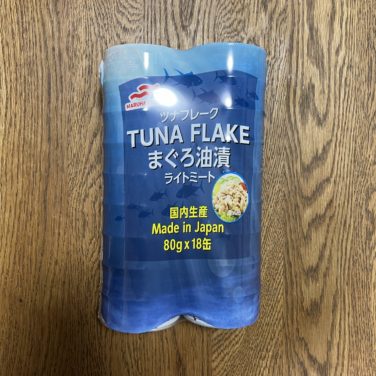 ツナフレーク
TUNA FLAKE
まぐろ油漬
ライトミート
国内生産
Made in Japan
80g×18缶